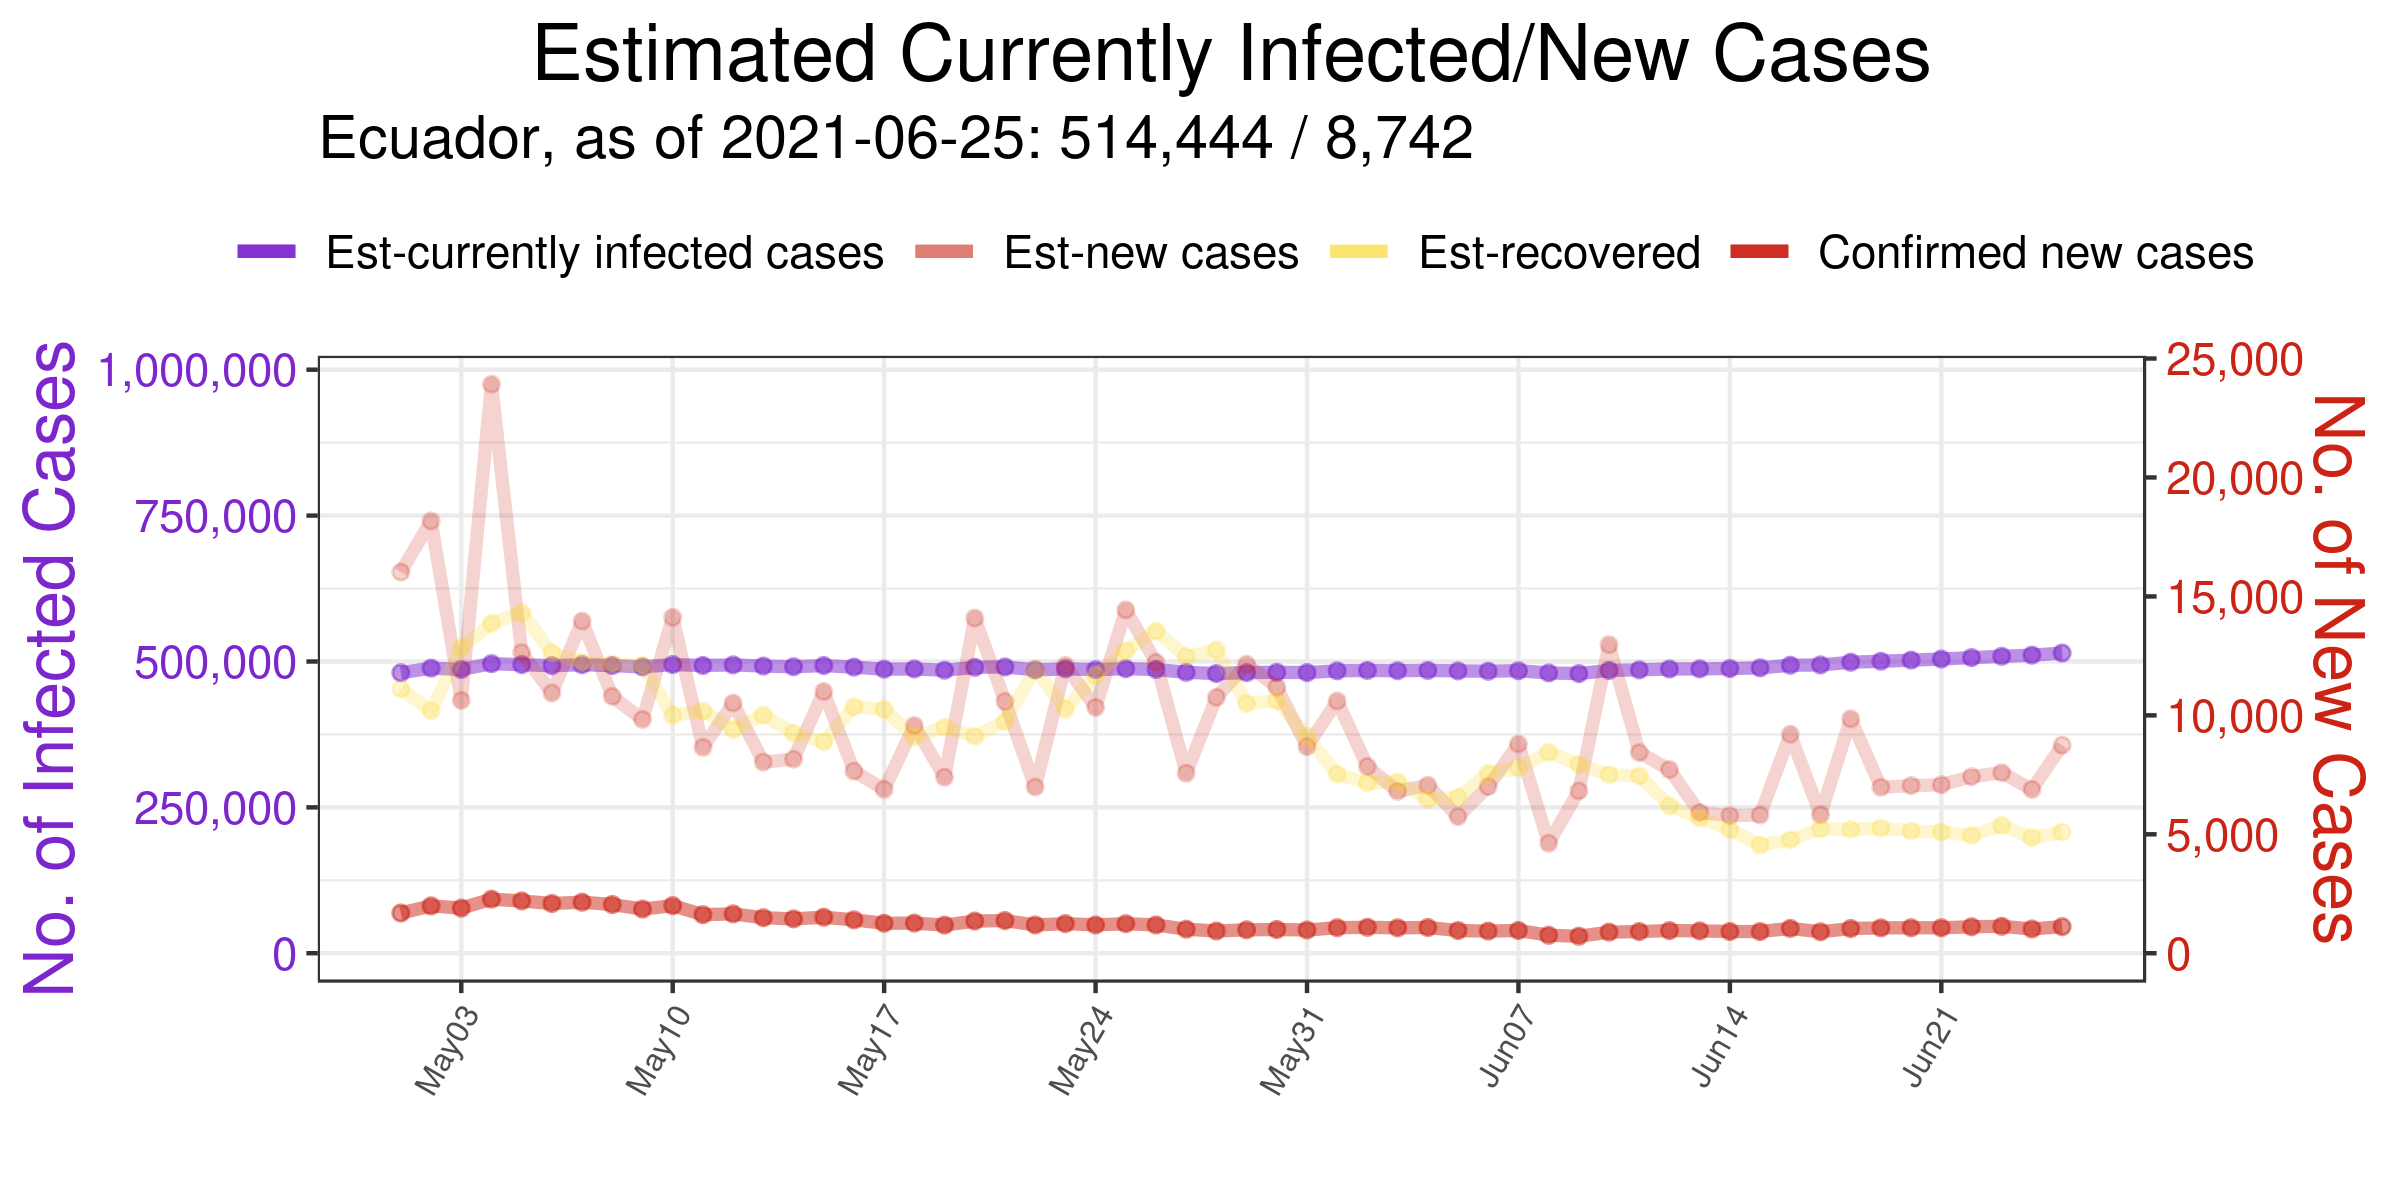 Estimated Currently Infected/New Cases
Ecuador, as of 2021-06-25: 514,444 / 8,742
Est-currently infected cases Est-new cases Est-recovered Confirmed new cases
No. of Infected Cases
1,000,000
750,000
500,000
250,000
0
25,000
20,000
15,000
10,000
5,000
0
No. of New Cases
May03 May10 May17 May24 May31 Jun07 Jun14 Jun21